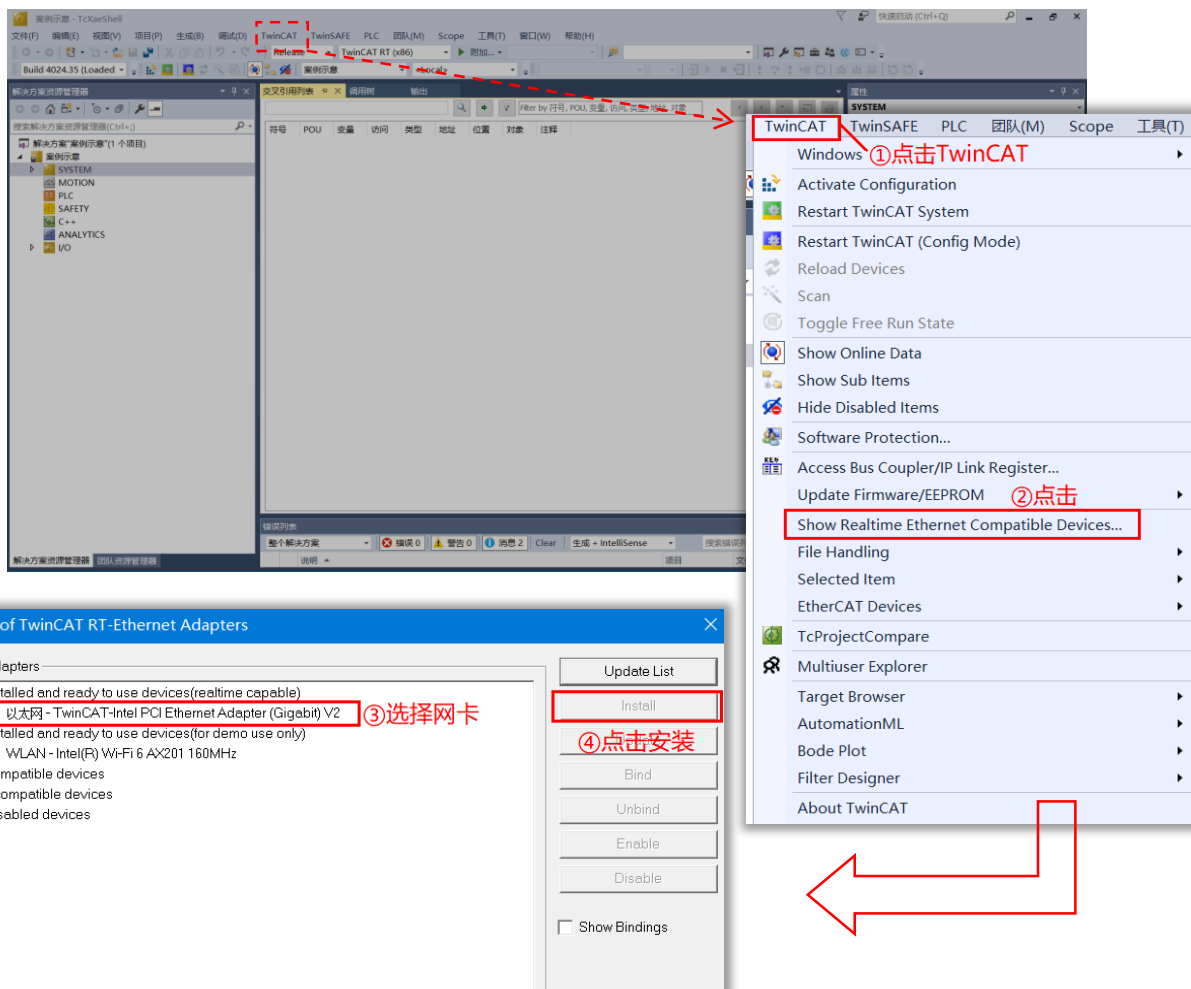 案例示意 - TcXaeShell
快速启动 (Ctrl+Q)
文件(F) 编辑(E) 视图(V) 项目(P) 生成(B) 调试(D) TwinCAT TwinSAFE PLC 团队(M) Scope 工具(T) 窗口(W) 帮助(H)
Release TwinCAT RT (x86) 附加...
Build 4024.35 (Loaded 案例示意 <Local>
解决方案资源管理器
搜索解决方案资源管理器(Ctrl+;)
解决方案"案例示意"(1 个项目)
案例示意
SYSTEM
MOTION
PLC
SAFETY
C++
ANALYTICS
I/O
解决方案资源管理器 团队资源管理器
交叉引用列表 调用树 输出
Filter by 符号, POU, 变量, 访问, 类型, 地址, 对象
符号 POU 变量 访问 类型 地址 位置 对象 注释
错误列表
整个解决方案 错误 0 警告 0 消息 2 Clear 生成 + IntelliSense
说明 项目
属性
SYSTEM
TwinCAT TwinSAFE PLC 团队(M) Scope 工具(T)
①点击TwinCAT
Windows
Activate Configuration
Restart TwinCAT System
Restart TwinCAT (Config Mode)
Reload Devices
Scan
Toggle Free Run State
Show Online Data
Show Sub Items
Hide Disabled Items
Software Protection...
Access Bus Coupler/IP Link Register...
Update Firmware/EEPROM ②点击
Show Realtime Ethernet Compatible Devices...
File Handling
Selected Item
EtherCAT Devices
TcProjectCompare
Multiuser Explorer
Target Browser
AutomationML
Bode Plot
Filter Designer
About TwinCAT
of TwinCAT RT-Ethernet Adapters
dapters
talled and ready to use devices(realtime capable)
以太网 - TwinCAT-Intel PCI Ethernet Adapter (Gigabit) V2
③选择网卡
talled and ready to use devices(for demo use only)
WLAN - Intel(R) Wi-Fi 6 AX201 160MHz
mpatible devices
ompatible devices
sabled devices
Update List
Install
④点击安装
Bind
Unbind
Enable
Disable
Show Bindings